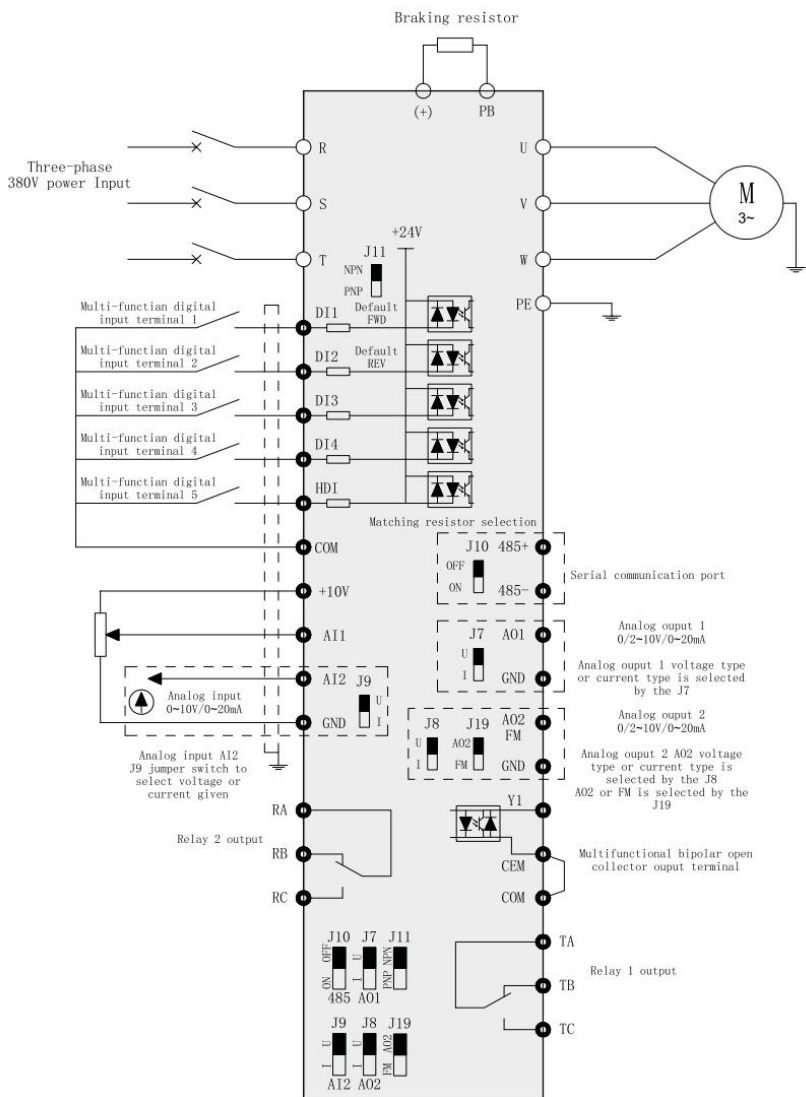 Braking resistor
(+)
PB
R
U
Three-phase
380V power Input
S
V
M
3~
+24V
J11
T
W
NPN
PNP
PE
Multi-functian digital
input terminal 1
DI1
Default
FWD
Multi-function digital
input terminal 2
DI2
Default
REV
Multi-function digital
input terminal 3
DI3
Multi-function digital
input terminal 4
DI4
Multi-function digital
input terminal 5
HDI
Matching resistor selection
COM
J10
485+
OFF
ON
485-
Serial communication port
+10V
AI1
J7
AO1
U
I
GND
Analog ouput 1
0/2~10V/0~20mA
Analog ouput 1 voltage type
or current type is selected
by the J7
AI2
J9
U
I
Analog input
0~10V/0~20mA
GND
J8
J19
AO2
FM
U
I
AO2
FM
GND
Analog ouput 2
0/2~10V/0~20mA
Analog input AI2
J9 jumper switch to
select voltage or
current given
Analog ouput 2 AO2 voltage
type or current type is
selected by the J8
AO2 or FM is selected by the
J19
RA
Y1
Relay 2 output
RB
CEM
Multifunctional bipolar open
collector ouput terminal
RC
COM
J10
J7
J11
OFF
ON
U
I
NPN
PNP
485
AO1
TA
TB
Relay 1 output
TC
J9
J8
J19
U
I
U
I
AO2
FM
AI2
AO2